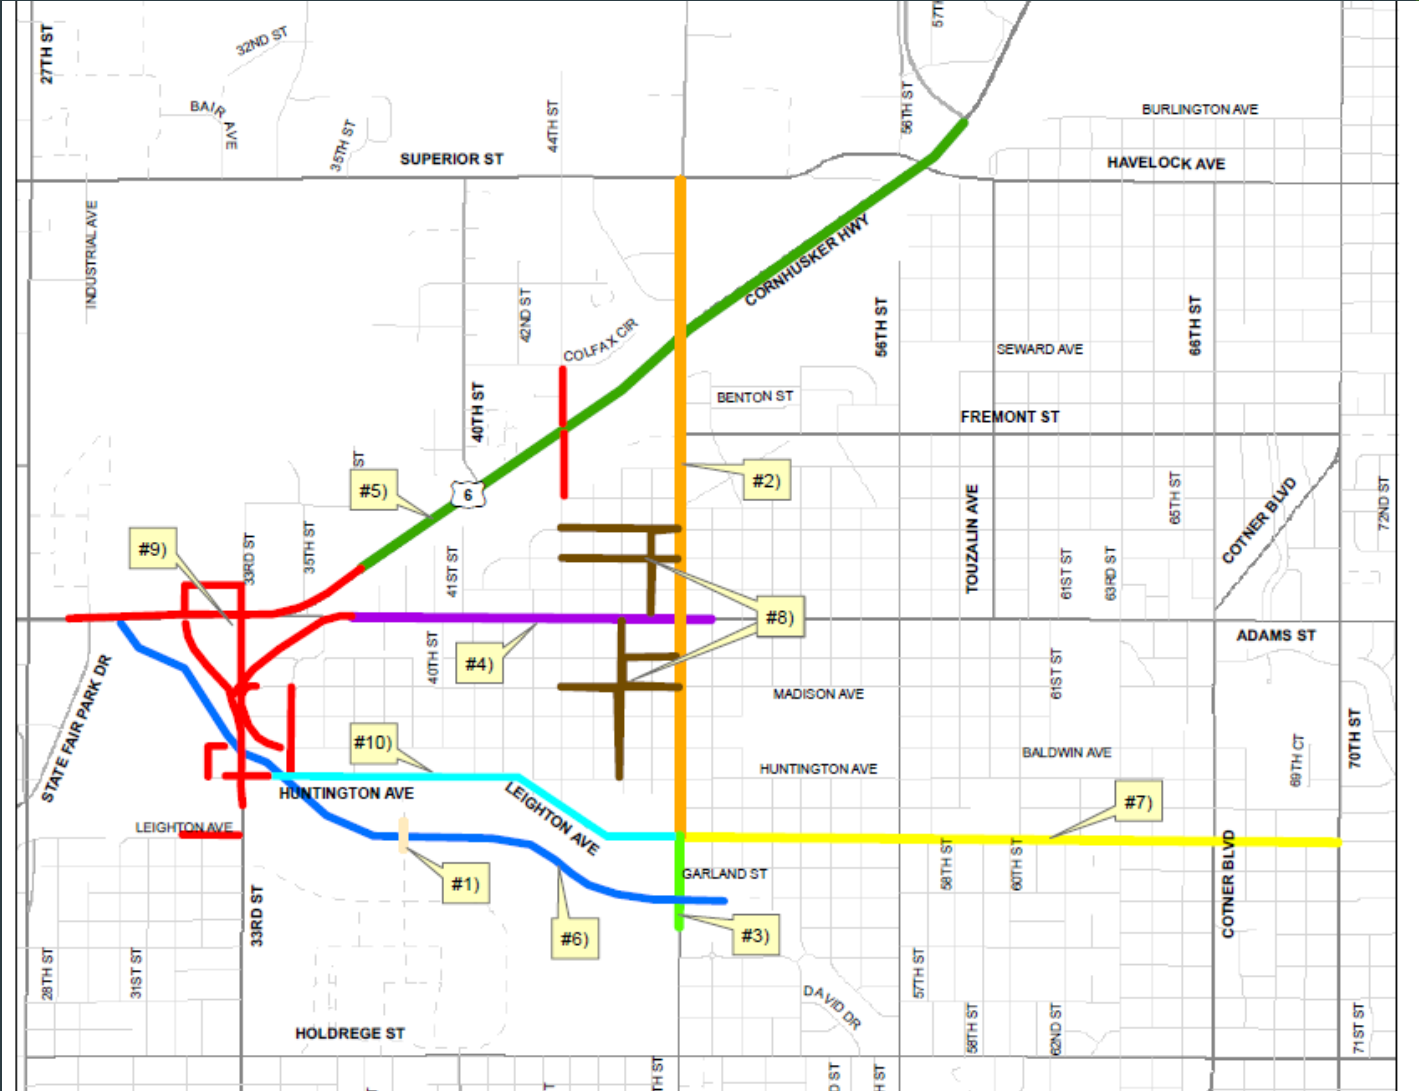 57TH
27TH ST
32ND ST
BAIR AVE
35TH ST
44TH ST
56TH ST
BURLINGTON AVE
SUPERIOR ST
HAVELOCK AVE
INDUSTRIAL AVE
CORNHUSKER HWY
42ND ST
COLFAX CIR
56TH ST
66TH ST
SEWARD AVE
40TH ST
BENTON ST
FREMONT ST
ST
#5)
6
#2)
TOUZALIN AVE
65TH ST
COTNER BLVD
72ND ST
#9)
33RD ST
35TH ST
41ST ST
61ST ST
63RD ST
#8)
ADAMS ST
STATE FAIR PARK DR
40TH ST
#4)
61ST ST
MADISON AVE
#10)
BALDWIN AVE
69TH CT
70TH ST
HUNTINGTON AVE
HUNTINGTON AVE
LEIGHTON AVE
#7)
LEIGHTON AVE
#1)
GARLAND ST
58TH ST
60TH ST
COTNER BLVD
33RD ST
#6)
#3)
28TH ST
31ST ST
57TH ST
DAVID DR
58TH ST
62ND ST
71ST ST
HOLDREGE ST
TH ST
D ST
H ST